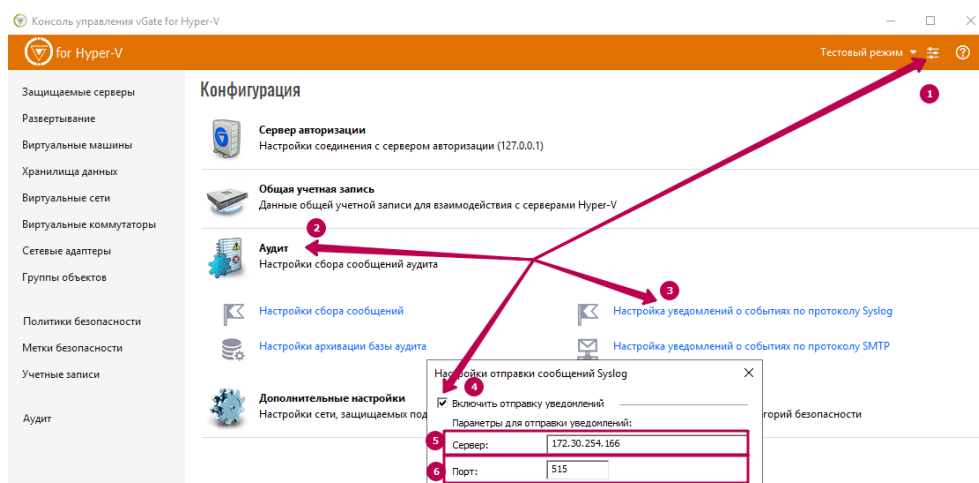 Консоль управления vGate for Hyper-V
for Hyper-V
Тестовый режим
1
Защищаемые серверы
Развертывание
Виртуальные машины
Хранилища данных
Виртуальные сети
Виртуальные коммутаторы
Сетевые адаптеры
Группы объектов
Политики безопасности
Метки безопасности
Учетные записи
Аудит
Конфигурация
Сервер авторизации
Настройки соединения с сервером авторизации (127.0.0.1)
Общая учетная запись
Данные общей учетной записи для взаимодействия с серверами Hyper-V
2
Аудит
Настройки сбора сообщений аудита
3
Настройки сбора сообщений
Настройка уведомлений о событиях по протоколу Syslog
Настройки архивации базы аудита
Настройка уведомлений о событиях по протоколу SMTP
Дополнительные настройки
Настройки сети, защищаемых под
горий безопасности
Настройки отправки сообщений Syslog
4
Включить отправку уведомлений
Параметры для отправки уведомлений:
5
Сервер: 172.30.254.166
6
Порт: 515